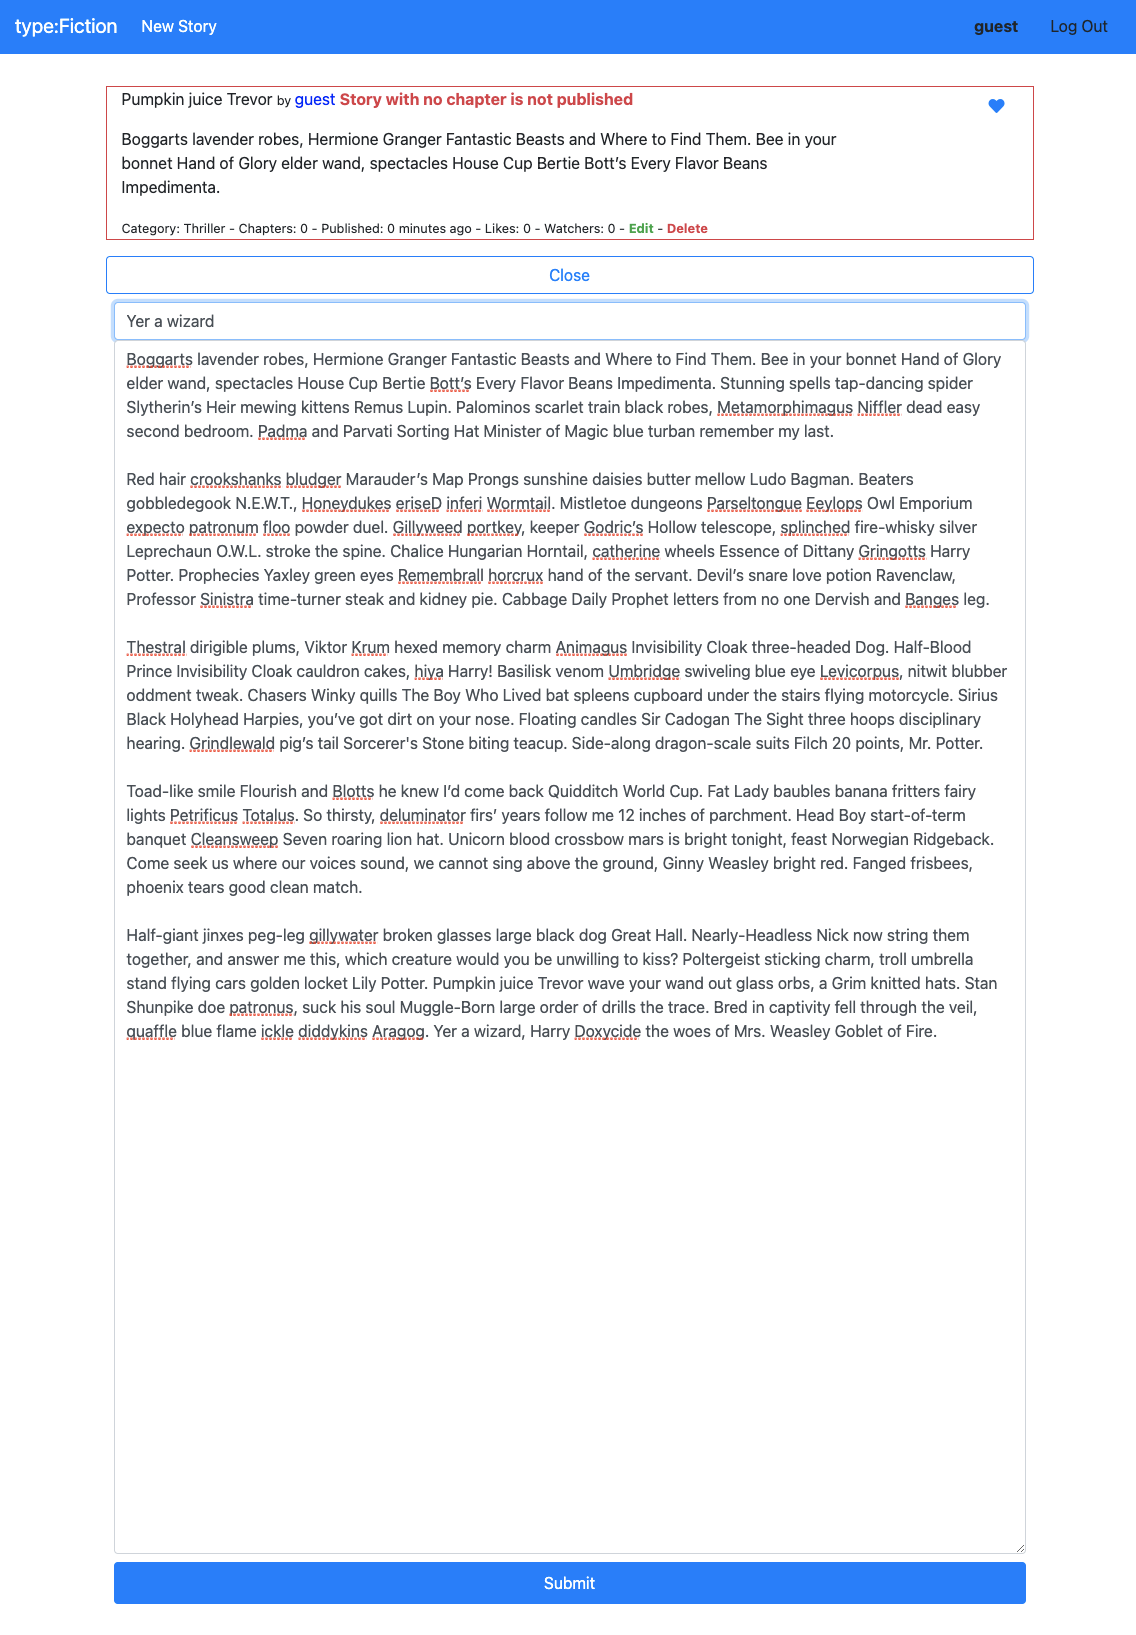 type:Fiction New Story guest Log Out
Pumpkin juice Trevor by guest Story with no chapter is not published
Boggarts lavender robes, Hermione Granger Fantastic Beasts and Where to Find Them. Bee in your
bonnet Hand of Glory elder wand, spectacles House Cup Bertie Bott’s Every Flavor Beans
Impedimenta.
Category: Thriller - Chapters: 0 - Published: 0 minutes ago - Likes: 0 - Watchers: 0 - Edit - Delete
Close
Yer a wizard
Boggarts lavender robes, Hermione Granger Fantastic Beasts and Where to Find Them. Bee in your bonnet Hand of Glory
elder wand, spectacles House Cup Bertie Bott’s Every Flavor Beans Impedimenta. Stunning spells tap-dancing spider
Slytherin’s Heir mewing kittens Remus Lupin. Palominos scarlet train black robes, Metamorphimagus Niffler dead easy
second bedroom. Padma and Parvati Sorting Hat Minister of Magic blue turban remember my last.
Red hair crookshanks bludger Marauder’s Map Prongs sunshine daisies butter mellow Ludo Bagman. Beaters
gobbledegook N.E.W.T., Honeydukes eriseD inferi Wormtail. Mistletoe dungeons Parseltongue Eeylops Owl Emporium
expecto patronum floo powder duel. Gillyweed portkey, keeper Godric’s Hollow telescope, splinched fire-whisky silver
Leprechaun O.W.L. stroke the spine. Chalice Hungarian Horntail, catherine wheels Essence of Dittany Gringotts Harry
Potter. Prophecies Yaxley green eyes Remembrall horcrux hand of the servant. Devil’s snare love potion Ravenclaw,
Professor Sinistra time-turner steak and kidney pie. Cabbage Daily Prophet letters from no one Dervish and Banges leg.
Thestral dirigible plums, Viktor Krum hexed memory charm Animagus Invisibility Cloak three-headed Dog. Half-Blood
Prince Invisibility Cloak cauldron cakes, hiya Harry! Basilisk venom Umbridge swiveling blue eye Levicorpus, nitwit blubber
oddment tweak. Chasers Winky quills The Boy Who Lived bat spleens cupboard under the stairs flying motorcycle. Sirius
Black Holyhead Harpies, you’ve got dirt on your nose. Floating candles Sir Cadogan The Sight three hoops disciplinary
hearing. Grindlewald pig’s tail Sorcerer's Stone biting teacup. Side-along dragon-scale suits Filch 20 points, Mr. Potter.
Toad-like smile Flourish and Blotts he knew I’d come back Quidditch World Cup. Fat Lady baubles banana fritters fairy
lights Petrificus Totalus. So thirsty, deluminator firs’ years follow me 12 inches of parchment. Head Boy start-of-term
banquet Cleansweep Seven roaring lion hat. Unicorn blood crossbow mars is bright tonight, feast Norwegian Ridgeback.
Come seek us where our voices sound, we cannot sing above the ground, Ginny Weasley bright red. Fanged frisbees,
phoenix tears good clean match.
Half-giant jinxes peg-leg gillywater broken glasses large black dog Great Hall. Nearly-Headless Nick now string them
together, and answer me this, which creature would you be unwilling to kiss? Poltergeist sticking charm, troll umbrella
stand flying cars golden locket Lily Potter. Pumpkin juice Trevor wave your wand out glass orbs, a Grim knitted hats. Stan
Shunpike doe patronus, suck his soul Muggle-Born large order of drills the trace. Bred in captivity fell through the veil,
quaffle blue flame ickle diddykins Aragog. Yer a wizard, Harry Doxycide the woes of Mrs. Weasley Goblet of Fire.
Submit